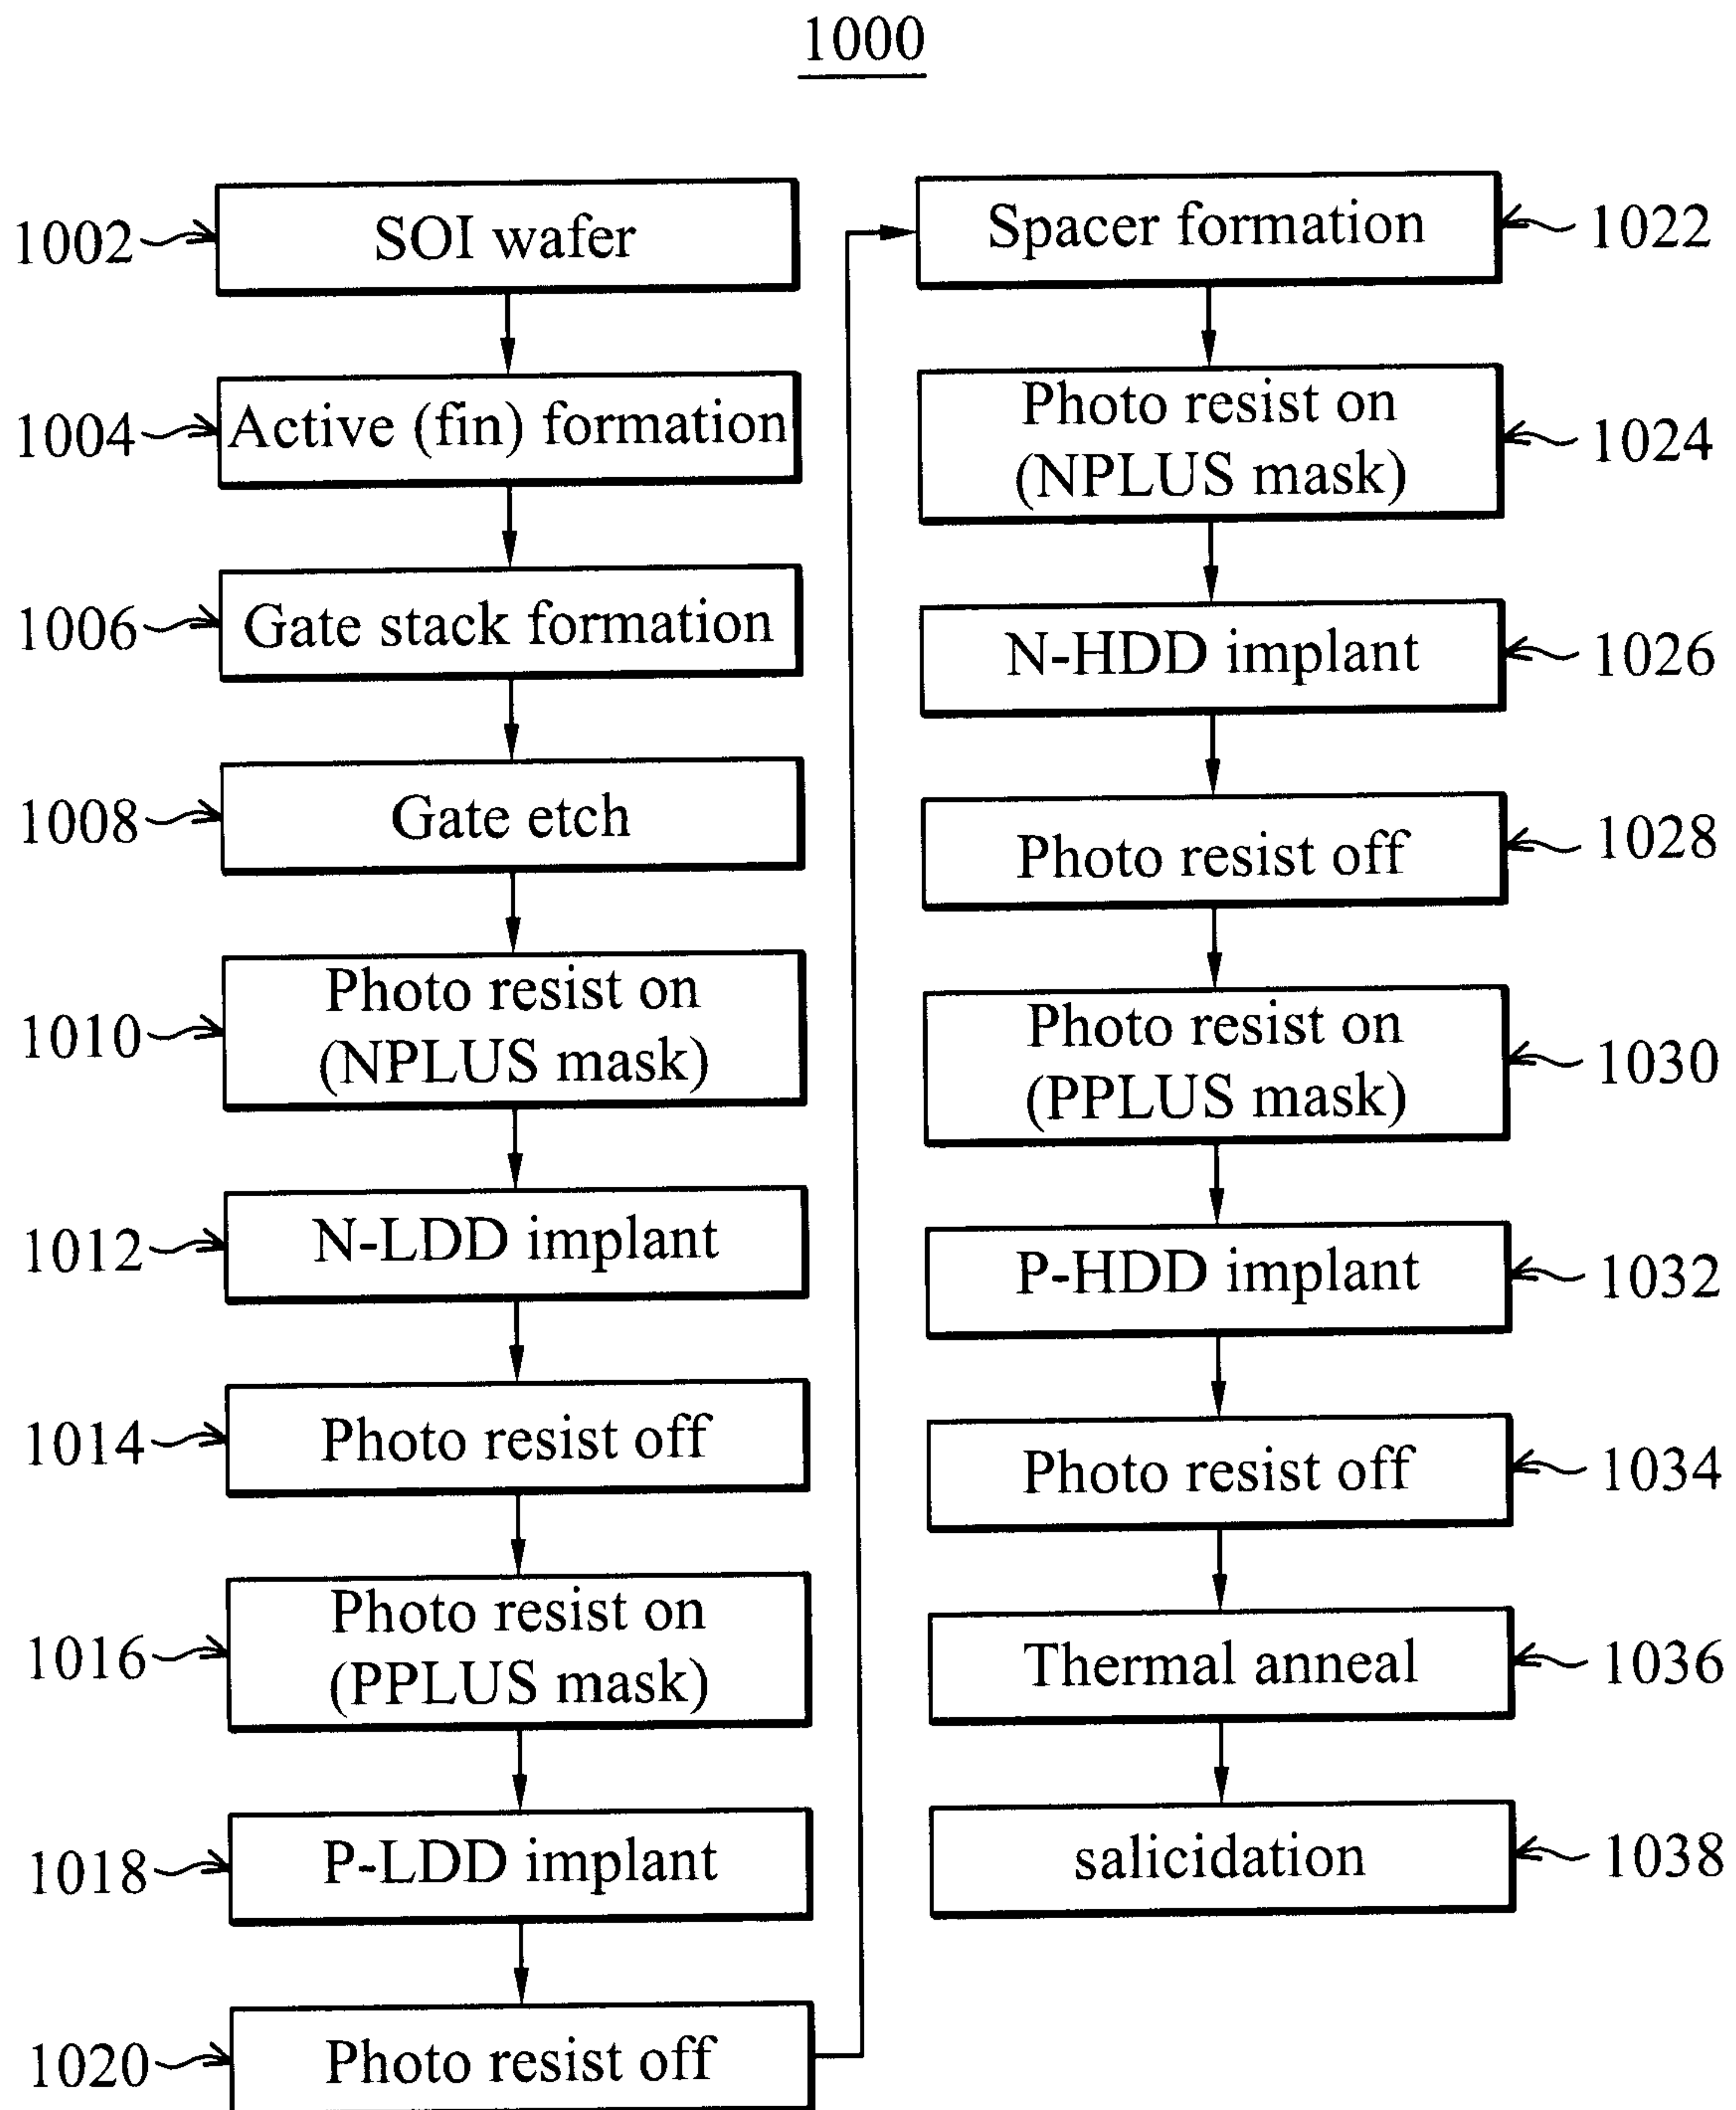 1000
1002
SOI wafer
1004
Active (fin) formation
1006
Gate stack formation
1008
Gate etch
1010
Photo resist on
(NPLUS mask)
1012
N-LDD implant
1014
Photo resist off
1016
Photo resist on
(PPLUS mask)
1018
P-LDD implant
1020
Photo resist off
Spacer formation
1022
Photo resist on
(NPLUS mask)
1024
N-HDD implant
1026
Photo resist off
1028
Photo resist on
(PPLUS mask)
1030
P-HDD implant
1032
Photo resist off
1034
Thermal anneal
1036
salicidation
1038